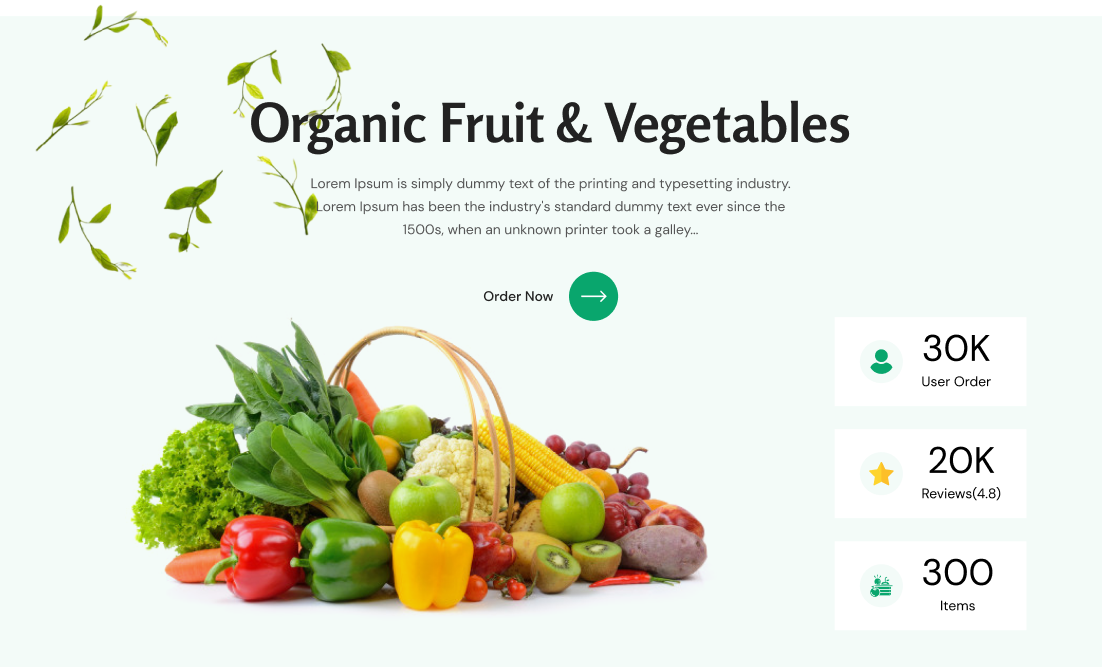 Organic Fruit & Vegetables
Lorem Ipsum is simply dummy text of the printing and typesetting industry.
Lorem Ipsum has been the industry's standard dummy text ever since the
1500s, when an unknown printer took a galley...
Order Now
30K
User Order
20K
Reviews(4.8)
300
Items